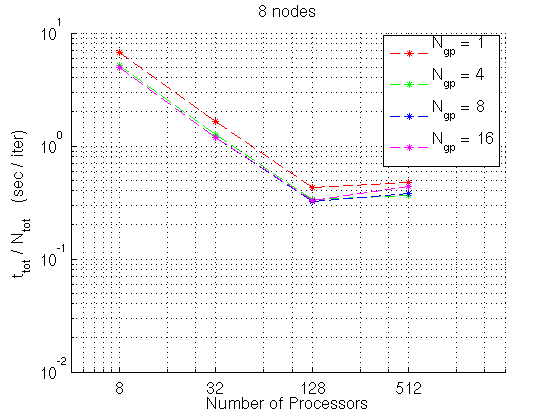 8 nodes
10^1
10^0
10^-1
10^-2
t_tot / N_tot (sec / iter)
N_gp = 1
N_gp = 4
N_gp = 8
N_gp = 16
8 32 128 512
Number of Processors